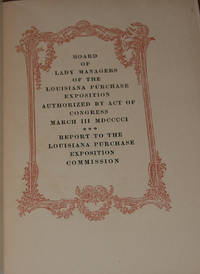 BOARD
OF
LADY MANAGERS
OF THE
LOUISIANA PURCHASE
EXPOSITION
AUTHORIZED BY ACT OF
CONGRESS
MARCH III MDCCCCI
***
REPORT TO THE
LOUISIANA PURCHASE
EXPOSITION
COMMISSION